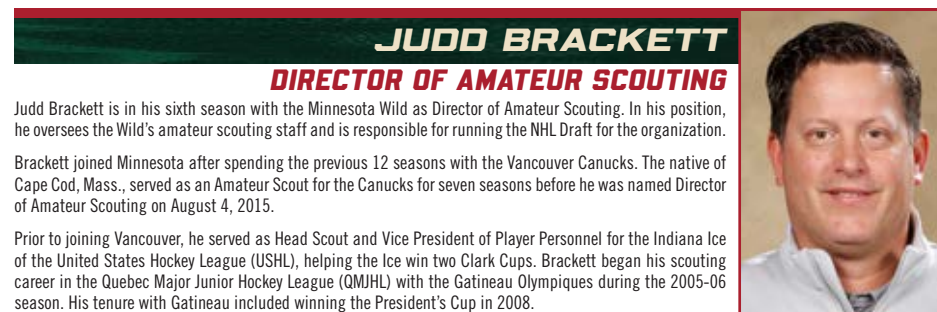 JUDD BRACKETT
DIRECTOR OF AMATEUR SCOUTING
Judd Brackett is in his sixth season with the Minnesota Wild as Director of Amateur Scouting. In his position,
he oversees the Wild’s amateur scouting staff and is responsible for running the NHL Draft for the organization.
Brackett joined Minnesota after spending the previous 12 seasons with the Vancouver Canucks. The native of
Cape Cod, Mass., served as an Amateur Scout for the Canucks for seven seasons before he was named Director
of Amateur Scouting on August 4, 2015.
Prior to joining Vancouver, he served as Head Scout and Vice President of Player Personnel for the Indiana Ice
of the United States Hockey League (USHL), helping the Ice win two Clark Cups. Brackett began his scouting
career in the Quebec Major Junior Hockey League (QMJHL) with the Gatineau Olympiques during the 2005-06
season. His tenure with Gatineau included winning the President’s Cup in 2008.